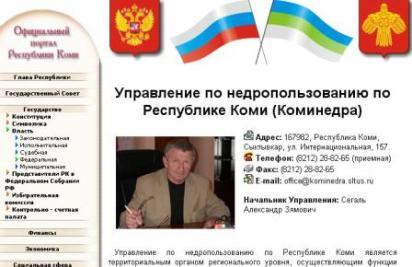 Официальный
портал
Республики Коми
Глава Республики
Государственный Совет
Государство
Конституция
Символика
Власть
Законодательная
Исполнительная
Судебная
Федеральная
Муниципальная
Представители РК в
Федеральном Собрании
РФ
Избирательная
комиссия
Контрольно - счетная
палата
Финансы
Экономика
Социальная сфера
Управление по недропользованию по
Республике Коми (Коминедра)
Адрес: 167982, Республика Коми,
Сыктывкар, ул. Интернациональная, 157.
Телефон: (8212) 28-82-65 (приемная)
Факс: (8212) 28-82-65
E-mail: office@kominedra.sltus.ru
Начальник Управления: Сегаль
Александр Зямович
Управление по недропользованию по Республике Коми является
территориальным органом регионального уровня, осуществляющим функции